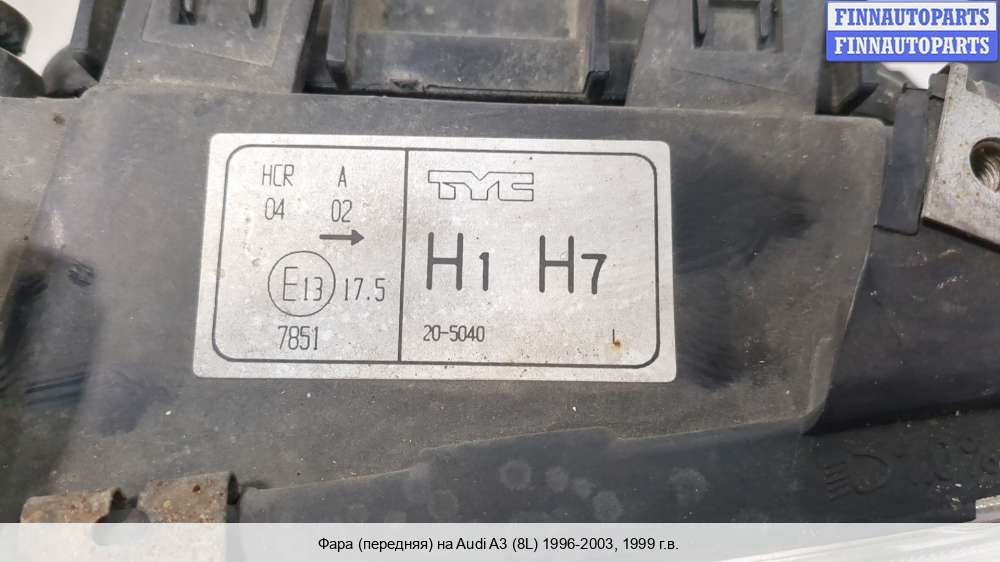 FINNAUTOPARTS
FINNAUTOPARTS
HCR A
04 02
E13 17.5
7851
TYC
H1 H7
20-5040 L
Фара (передняя) на Audi A3 (8L) 1996-2003, 1999 г.в.